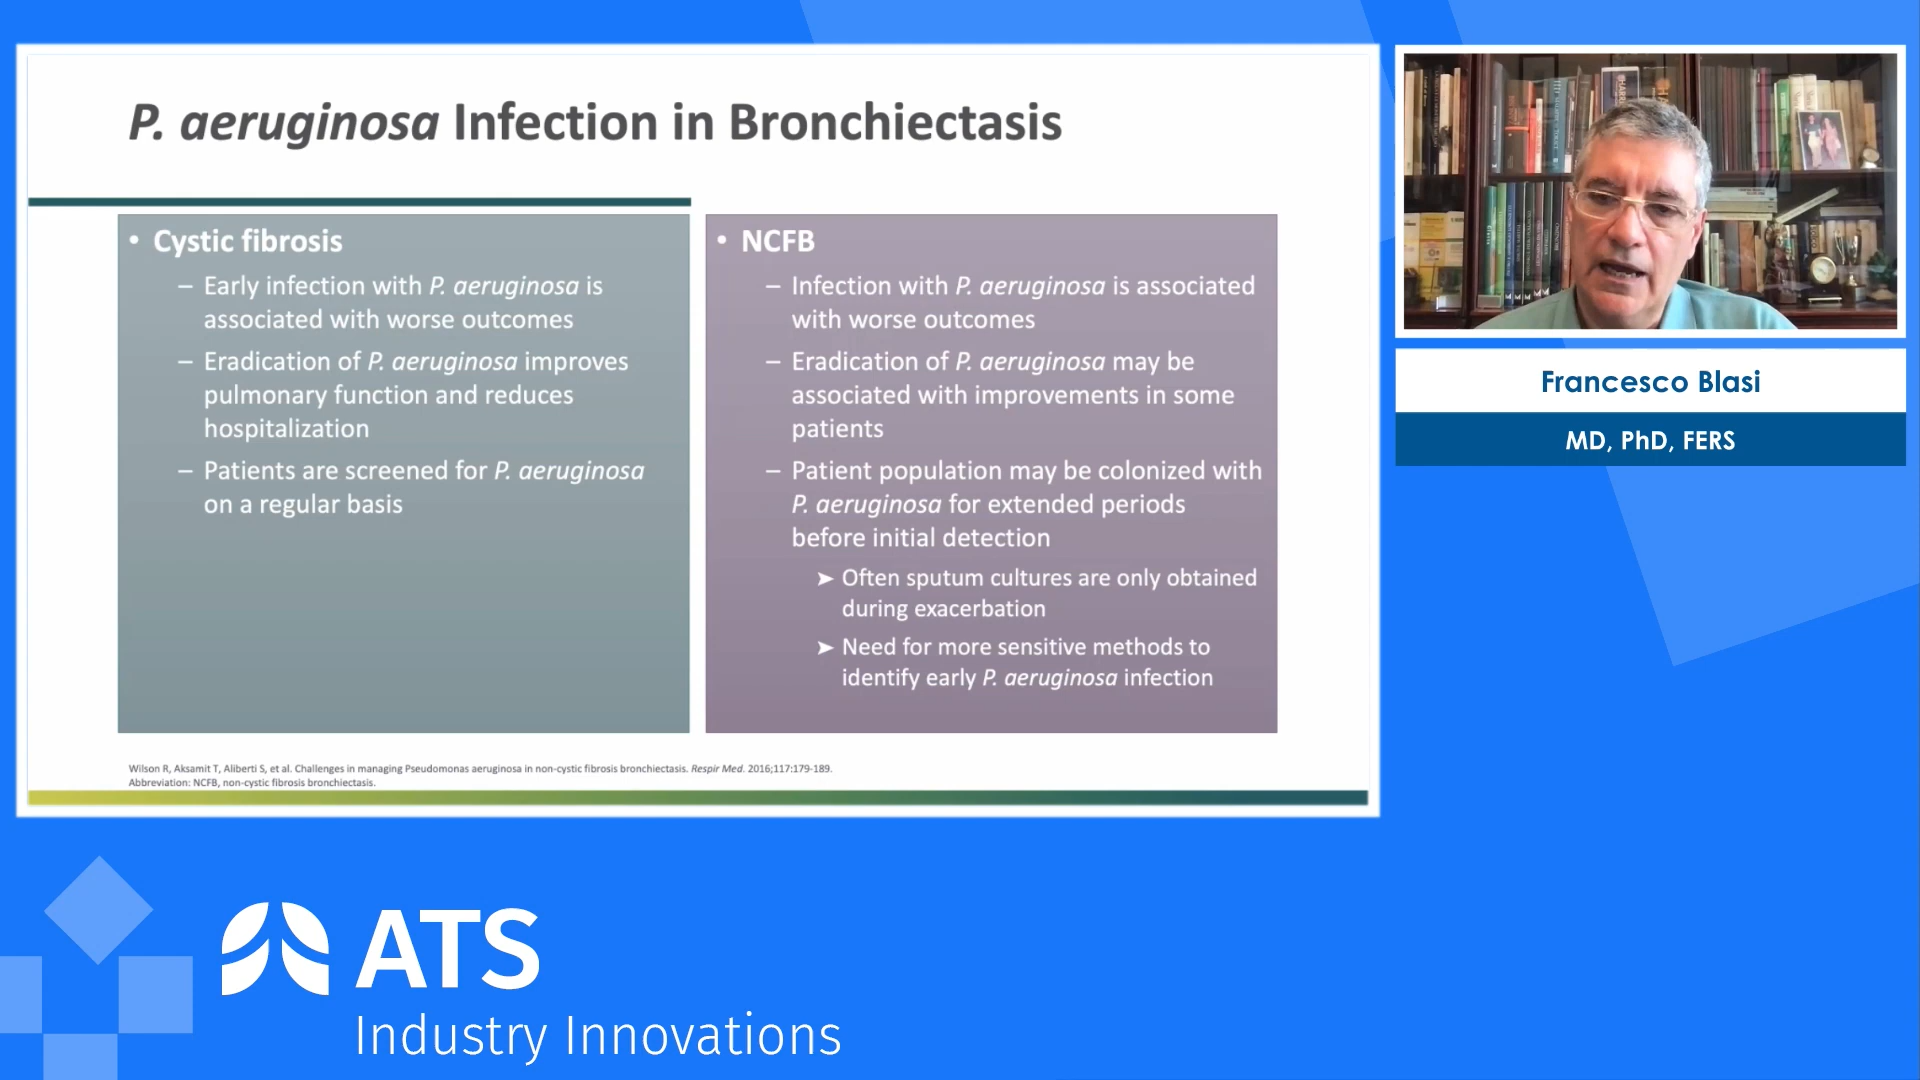 P. aeruginosa Infection in Bronchiectasis
• Cystic fibrosis
– Early infection with P. aeruginosa is
associated with worse outcomes
– Eradication of P. aeruginosa improves
pulmonary function and reduces
hospitalization
– Patients are screened for P. aeruginosa
on a regular basis
• NCFB
– Infection with P. aeruginosa is associated
with worse outcomes
– Eradication of P. aeruginosa may be
associated with improvements in some
patients
– Patient population may be colonized with
P. aeruginosa for extended periods
before initial detection
➤ Often sputum cultures are only obtained
during exacerbation
➤ Need for more sensitive methods to
identify early P. aeruginosa infection
Wilson R, Aksamit T, Aliberti S, et al. Challenges in managing Pseudomonas aeruginosa in non-cystic fibrosis bronchiectasis. Respir Med. 2016;117:179-189.
Abbreviation: NCFB, non-cystic fibrosis bronchiectasis.
Francesco Blasi
MD, PhD, FERS
ATS
Industry Innovations